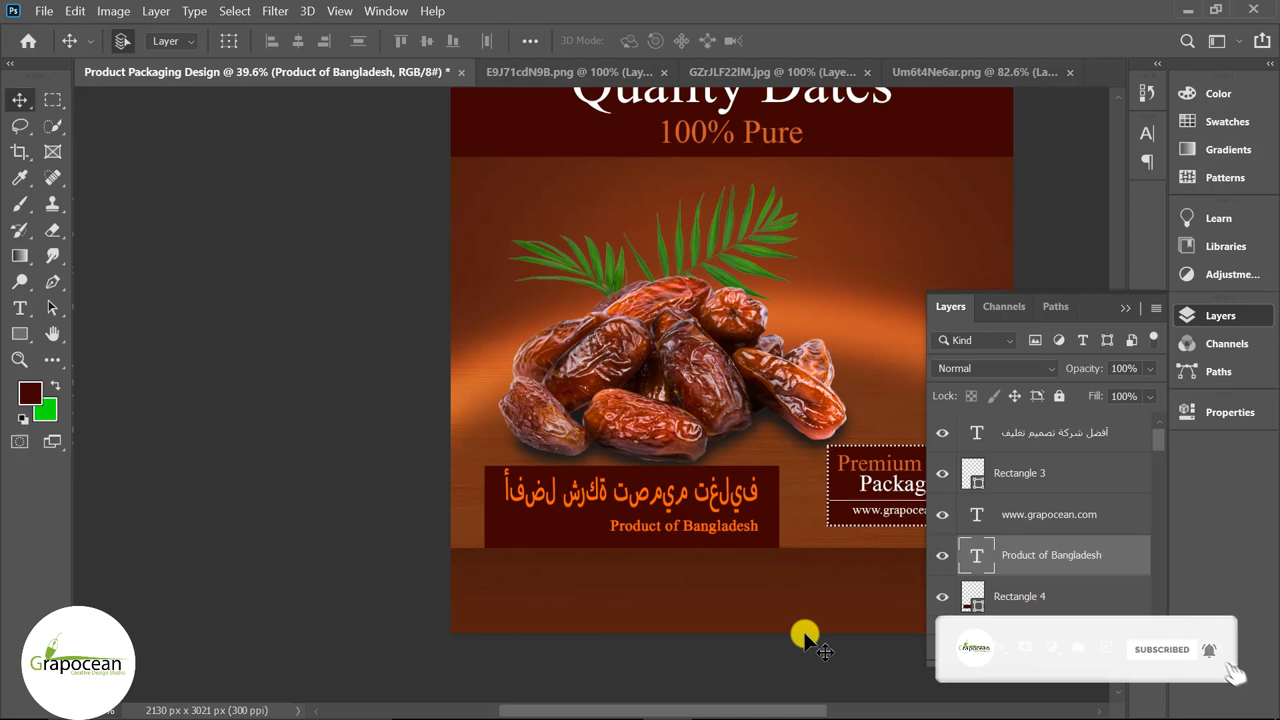 File Edit Image Layer Type Select Filter 3D View Window Help
Layer
3D Mode:
Product Packaging Design @ 39.6% (Product of Bangladesh, RGB/8#) *
E9J71cdN9B.png @ 100% (Lay...
GZrJLF22lM.jpg @ 100% (Laye...
Um6t4Ne6ar.png @ 82.6% (La...
Quality Dates
100% Pure
أفضل شركة تصميم تغليف
Product of Bangladesh
Premium
Packag
www.grapocea
Color
Swatches
Gradients
Patterns
Learn
Libraries
Adjustme...
Layers
Channels
Paths
Properties
Layers Channels Paths
Kind
Normal Opacity: 100%
Lock: Fill: 100%
أفضل شركة تصميم تغليف
Rectangle 3
www.grapocean.com
Product of Bangladesh
Rectangle 4
SUBSCRIBED
Grapocean
Creative Design Studio
2130 px x 3021 px (300 ppi)